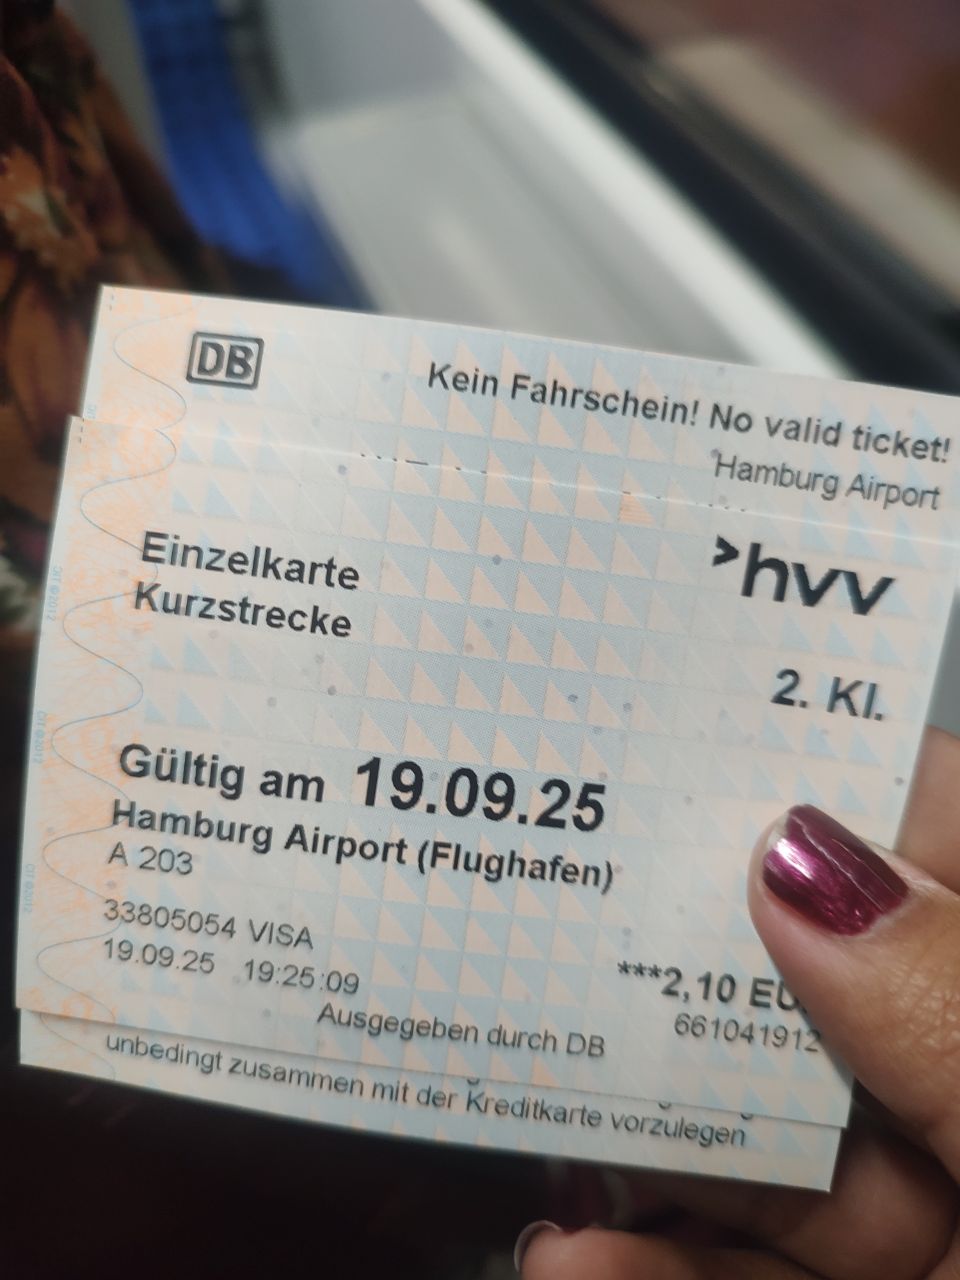 DB
Kein Fahrschein! No valid ticket!
Hamburg Airport
>hvv
Einzelkarte
Kurzstrecke
2. Kl.
Gültig am 19.09.25
Hamburg Airport (Flughafen)
A 203
33805054 VISA
19.09.25 19:25:09
***2,10 EU
661041912
Ausgegeben durch DB
unbedingt zusammen mit der Kreditkarte vorzulegen